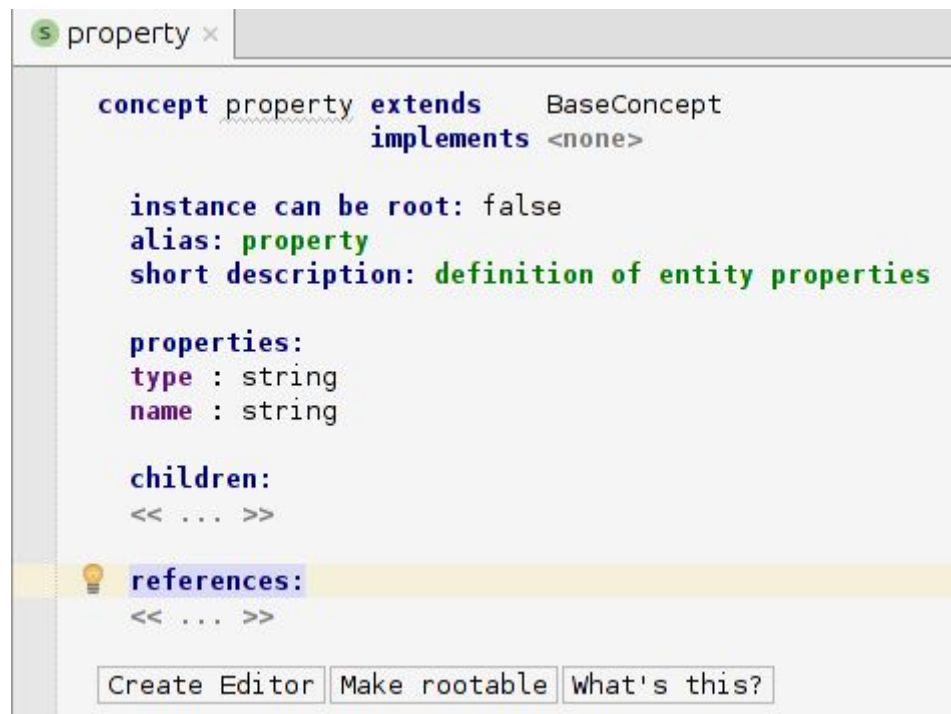 S property ×
concept property extends BaseConcept
implements <none>
instance can be root: false
alias: property
short description: definition of entity properties
properties:
type : string
name : string
children:
<< ... >>
references:
<< ... >>
Create Editor Make rootable What's this?